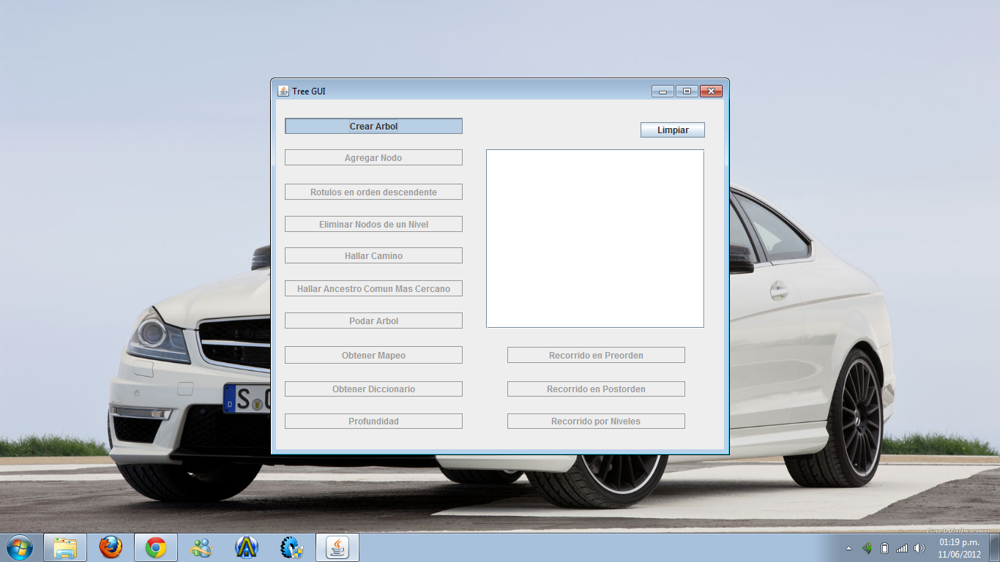 Tree GUI
Crear Arbol
Limpiar
Agregar Nodo
Rotulos en orden descendente
Eliminar Nodos de un Nivel
Hallar Camino
Hallar Ancestro Comun Mas Cercano
Podar Arbol
Obtener Mapeo
Recorrido en Preorden
Obtener Diccionario
Recorrido en Postorden
Profundidad
Recorrido por Niveles
S
D
CarWalls.com
01:19 p.m.
11/06/2012